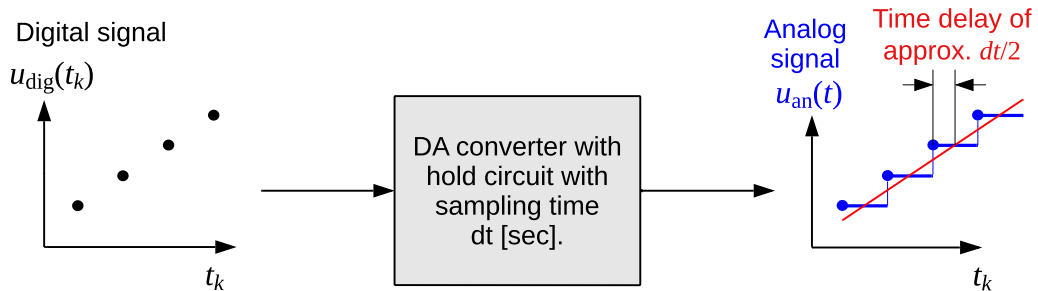 Digital signal
u_dig(t_k)
t_k
DA converter with
hold circuit with
sampling time
dt [sec].
Analog
signal
u_an(t)
Time delay of
approx. dt/2
t_k